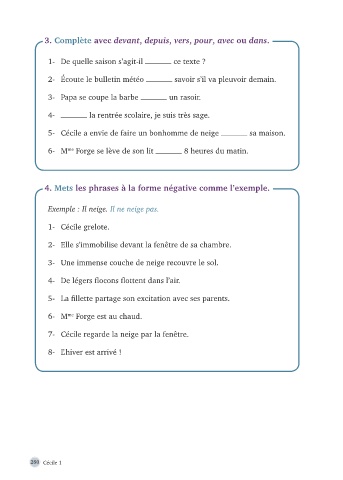 3. Complète avec devant, depuis, vers, pour, avec ou dans.
1- De quelle saison s'agit-il ______ ce texte ?
2- Écoute le bulletin météo ______ savoir s'il va pleuvoir demain.
3- Papa se coupe la barbe ______ un rasoir.
4- ______ la rentrée scolaire, je suis très sage.
5- Cécile a envie de faire un bonhomme de neige ______ sa maison.
6- Mme Forge se lève de son lit ______ 8 heures du matin.
4. Mets les phrases à la forme négative comme l'exemple.
Exemple : Il neige. Il ne neige pas.
1- Cécile grelote.
2- Elle s'immobilise devant la fenêtre de sa chambre.
3- Une immense couche de neige recouvre le sol.
4- De légers flocons flottent dans l'air.
5- La fillette partage son excitation avec ses parents.
6- Mme Forge est au chaud.
7- Cécile regarde la neige par la fenêtre.
8- L'hiver est arrivé !
250 Cécile 1